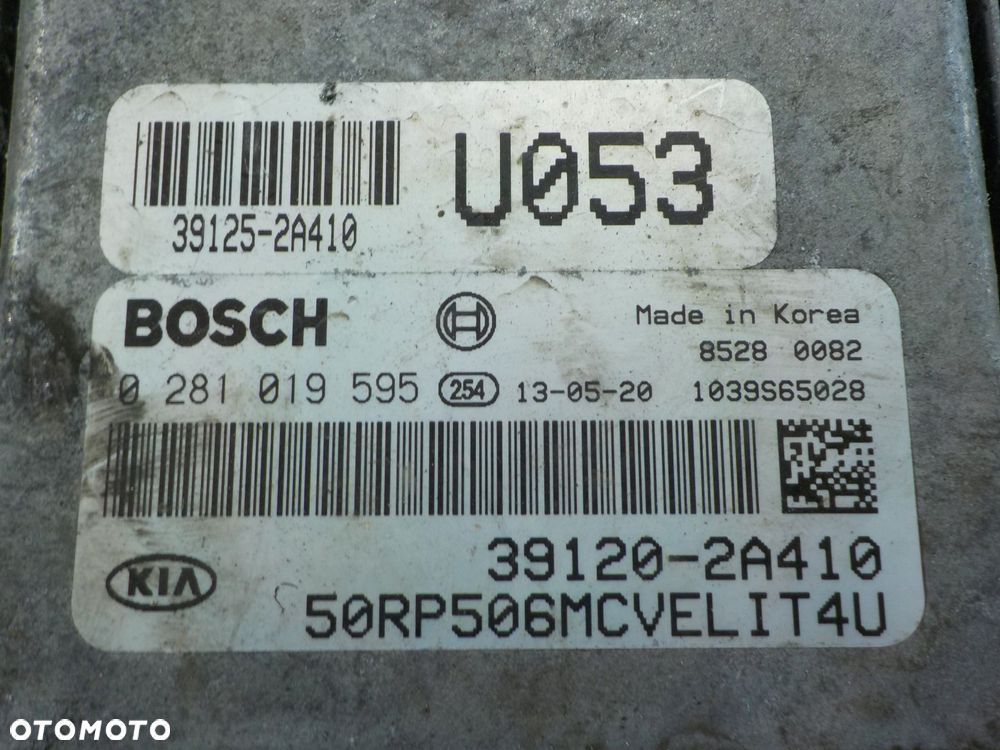 U053
39125-2A410
BOSCH
Made in Korea
8528 0082
0 281 019 595 254 13-05-20 1039S65028
39120-2A410
KIA
50RP506MCVELIT4U
OTOMOTO